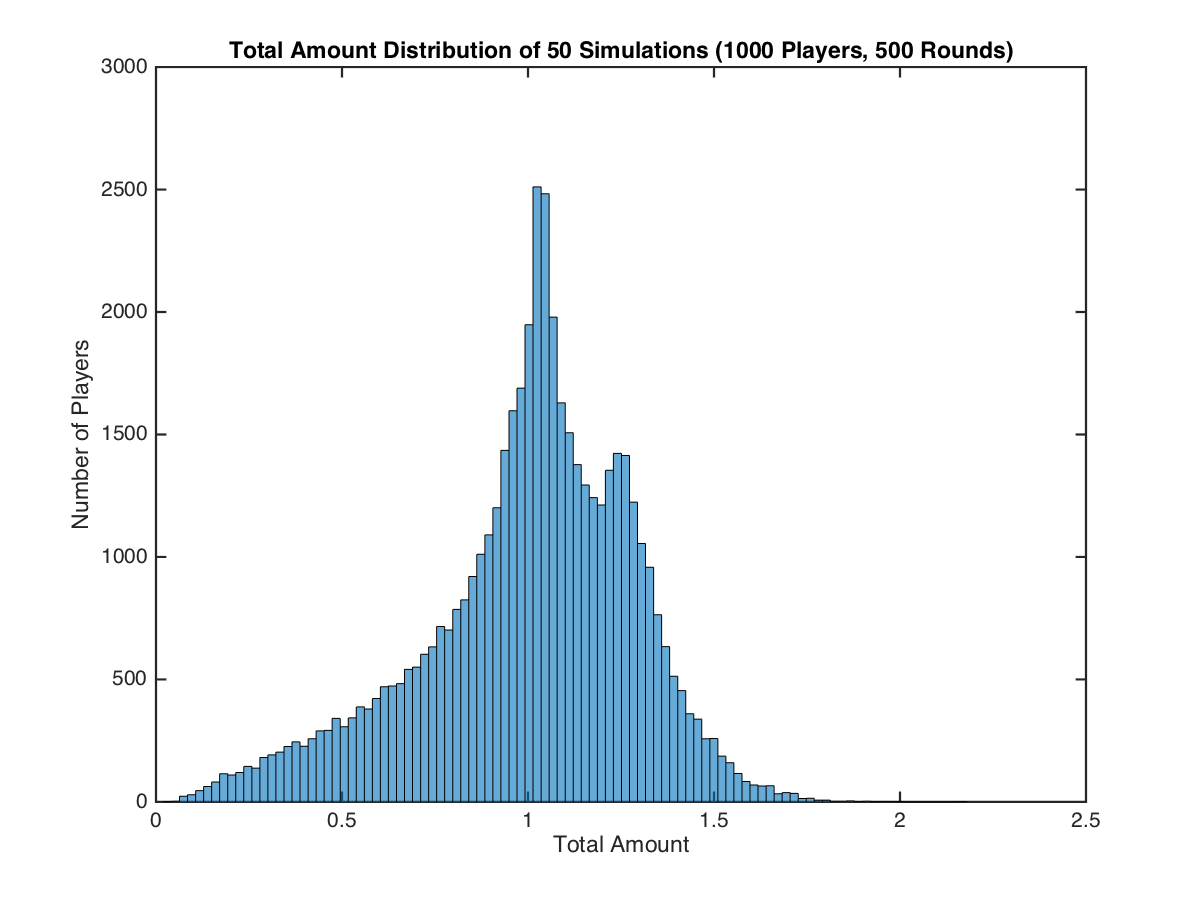 Total Amount Distribution of 50 Simulations (1000 Players, 500 Rounds)
3000
2500
2000
1500
1000
500
0
Number of Players
0 0.5 1 1.5 2 2.5
Total Amount